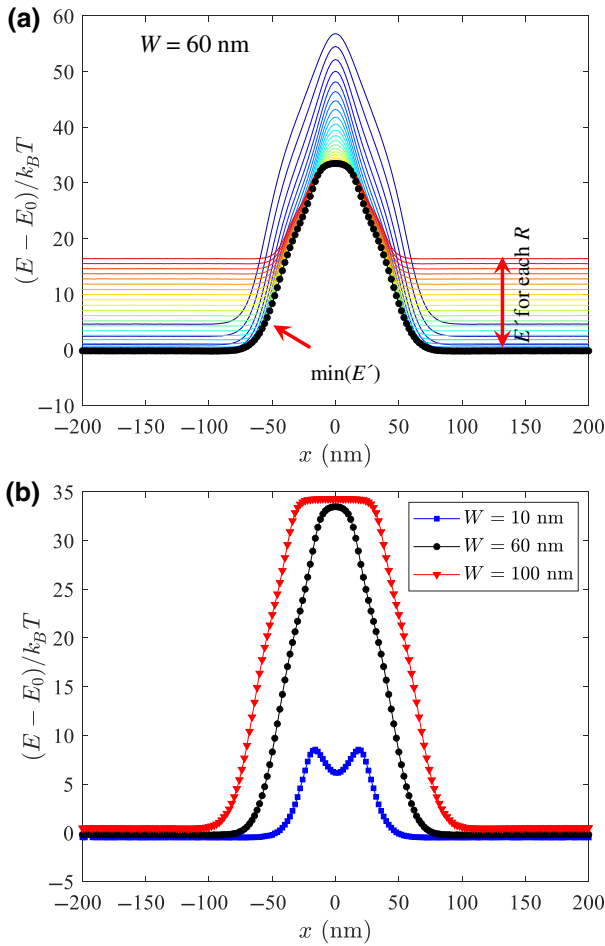 (a)
W = 60 nm
(E − E₀)/k_BT
60
50
40
30
20
10
0
−10
E′ for each R
min(E′)
−200 −150 −100 −50 0 50 100 150 200
x (nm)
(b)
(E − E₀)/k_BT
35
30
25
20
15
10
5
0
−5
W = 10 nm
W = 60 nm
W = 100 nm
−200 −150 −100 −50 0 50 100 150 200
x (nm)